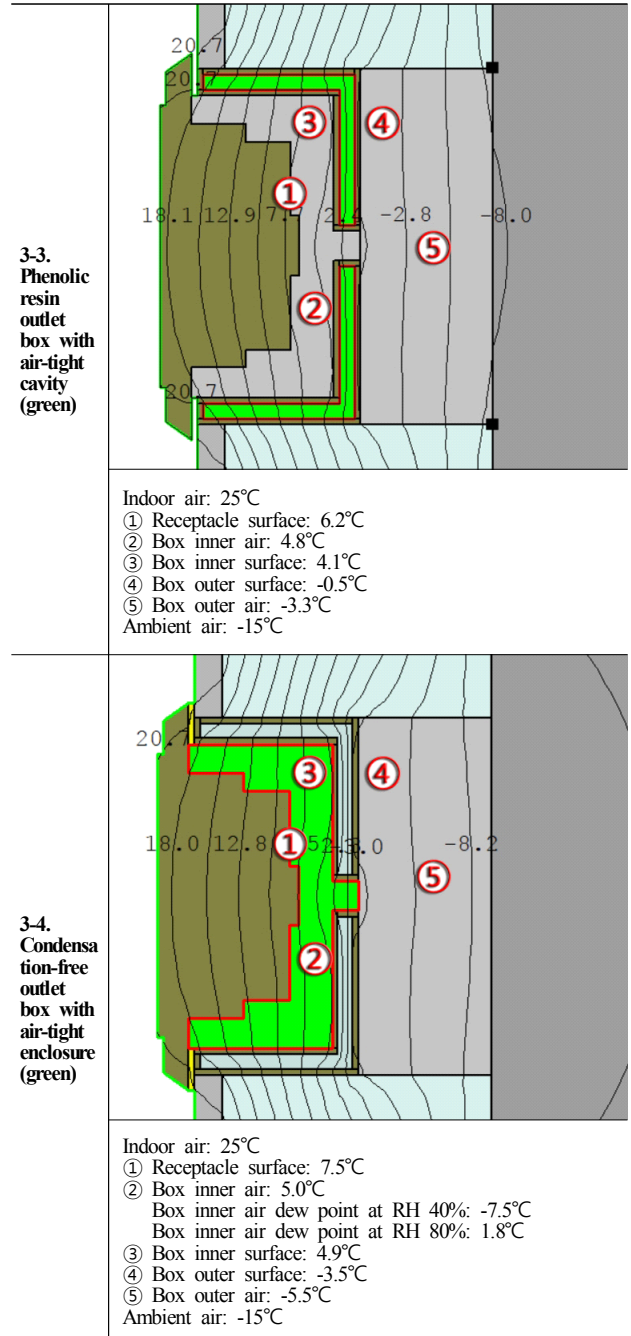 20.7
20.7
③ ④
①
18.1 12.9 7.7 2.4 -2.8 -8.0
⑤
②
20.7
3-3.
Phenolic
resin
outlet
box with
air-tight
cavity
(green)
Indoor air: 25℃
① Receptacle surface: 6.2℃
② Box inner air: 4.8℃
③ Box inner surface: 4.1℃
④ Box outer surface: -0.5℃
⑤ Box outer air: -3.3℃
Ambient air: -15℃
20.7
③ ④
①
18.0 12.8 -8.2
⑤
②
3-4.
Condensa
tion-free
outlet
box with
air-tight
enclosure
(green)
Indoor air: 25℃
① Receptacle surface: 7.5℃
② Box inner air: 5.0℃
Box inner air dew point at RH 40%: -7.5℃
Box inner air dew point at RH 80%: 1.8℃
③ Box inner surface: 4.9℃
④ Box outer surface: -3.5℃
⑤ Box outer air: -5.5℃
Ambient air: -15℃